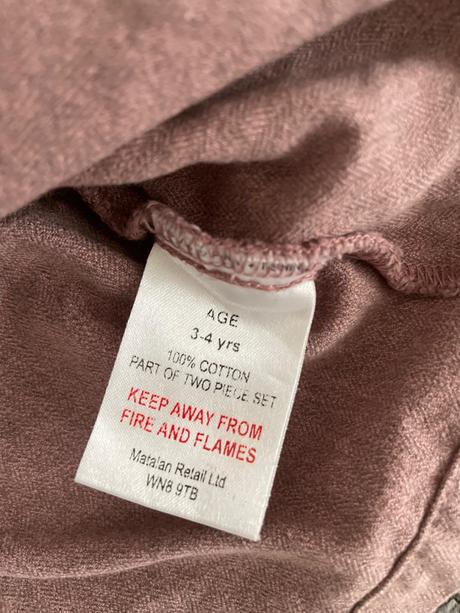 AGE
3-4 yrs
100% COTTON
PART OF TWO PIECE SET
KEEP AWAY FROM
FIRE AND FLAMES
Matalan Retail Ltd
WN8 9TB